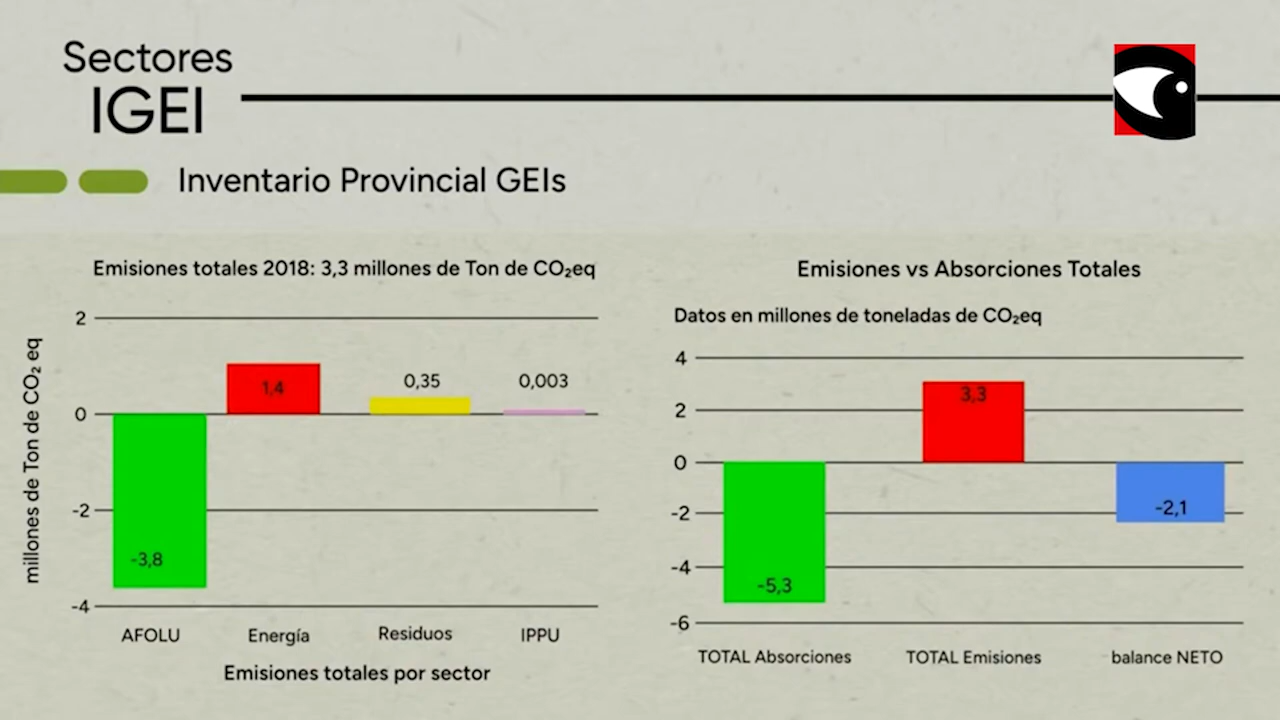 Sectores
IGEI
Inventario Provincial GEIs
Emisiones totales 2018: 3,3 millones de Ton de CO₂eq
millones de Ton de CO₂ eq
2
0
-2
-4
1,4
0,35
0,003
-3,8
AFOLU
Energía
Residuos
IPPU
Emisiones totales por sector
Emisiones vs Absorciones Totales
Datos en millones de toneladas de CO₂eq
4
2
0
-2
-4
-6
3,3
-2,1
-5,3
TOTAL Absorciones
TOTAL Emisiones
balance NETO